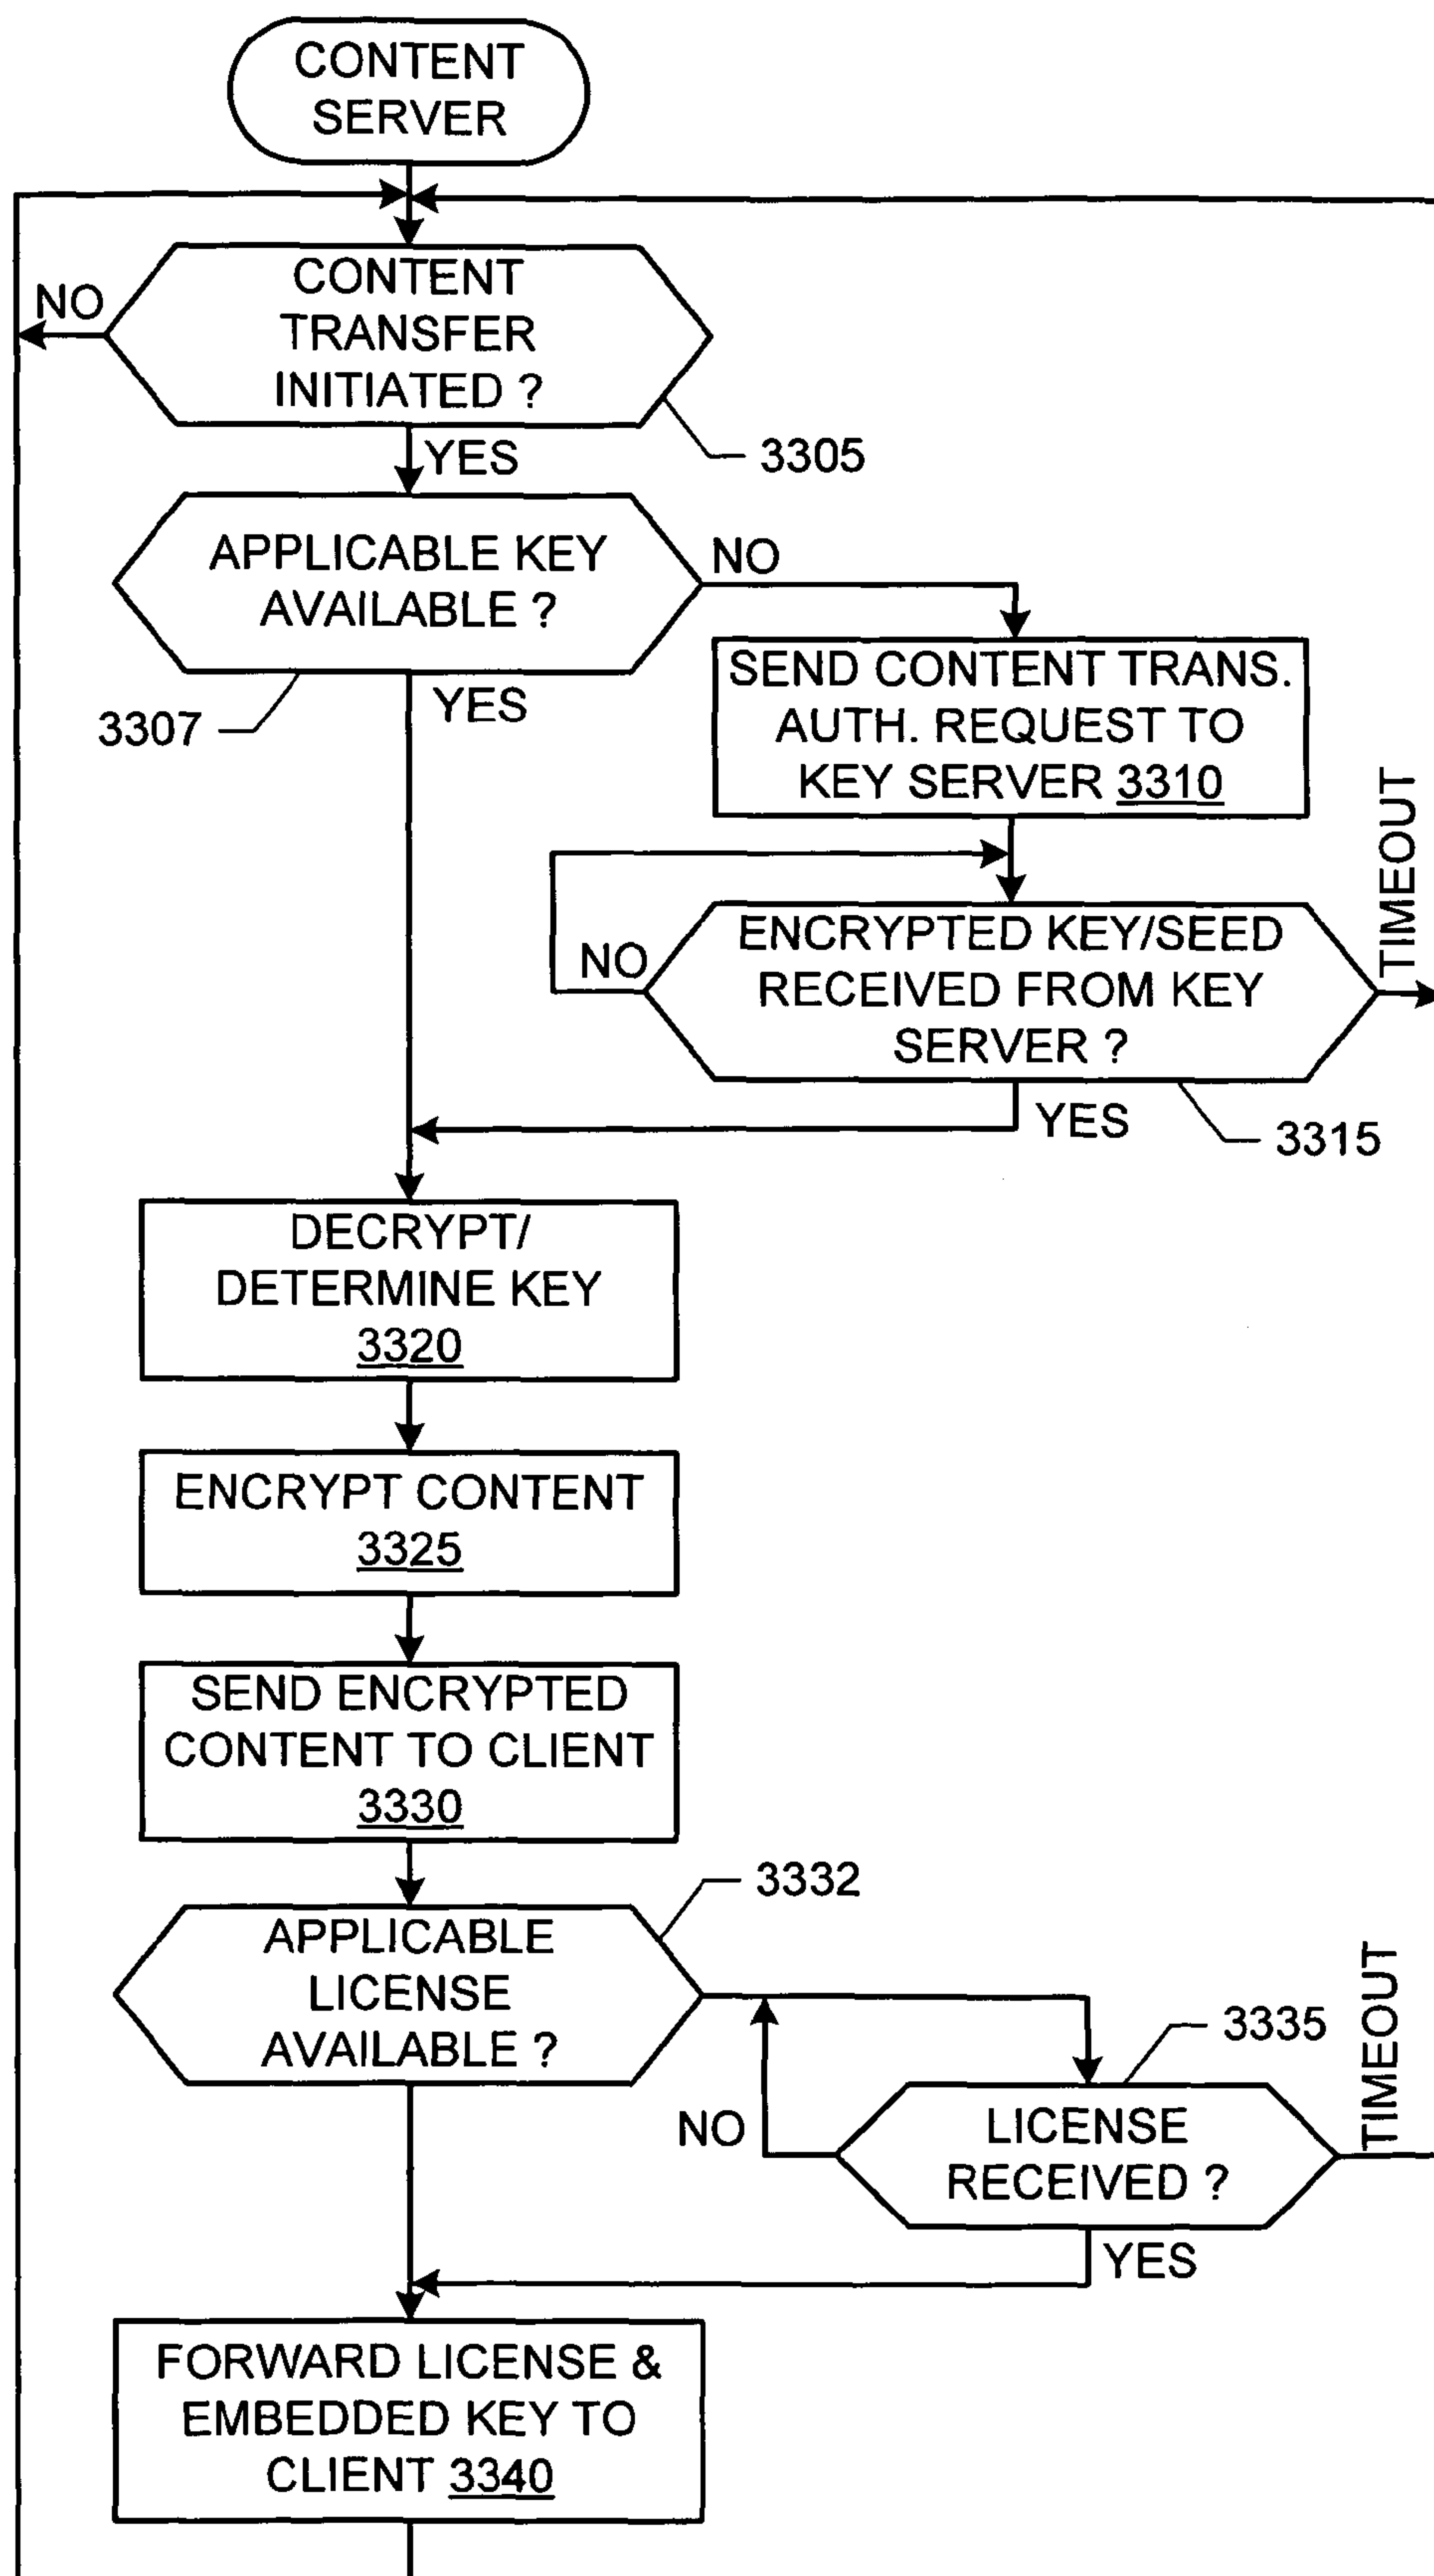 CONTENT
SERVER
CONTENT
TRANSFER
INITIATED ?
NO
YES
3305
APPLICABLE KEY
AVAILABLE ?
NO
YES
3307
SEND CONTENT TRANS.
AUTH. REQUEST TO
KEY SERVER 3310
TIMEOUT
ENCRYPTED KEY/SEED
RECEIVED FROM KEY
SERVER ?
NO
YES
3315
DECRYPT/
DETERMINE KEY
3320
ENCRYPT CONTENT
3325
SEND ENCRYPTED
CONTENT TO CLIENT
3330
3332
APPLICABLE
LICENSE
AVAILABLE ?
3335
TIMEOUT
LICENSE
RECEIVED ?
NO
YES
FORWARD LICENSE &
EMBEDDED KEY TO
CLIENT 3340